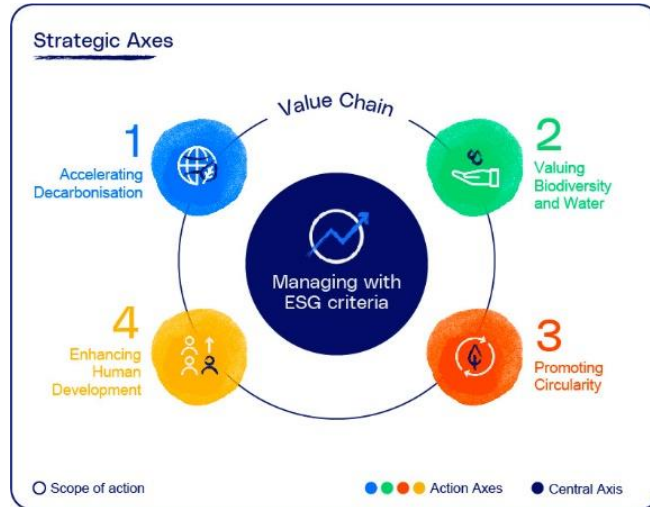 Strategic Axes
Value Chain
1
Accelerating
Decarbonisation
2
Valuing
Biodiversity
and Water
Managing with
ESG criteria
4
Enhancing
Human
Development
3
Promoting
Circularity
Scope of action
Action Axes
Central Axis